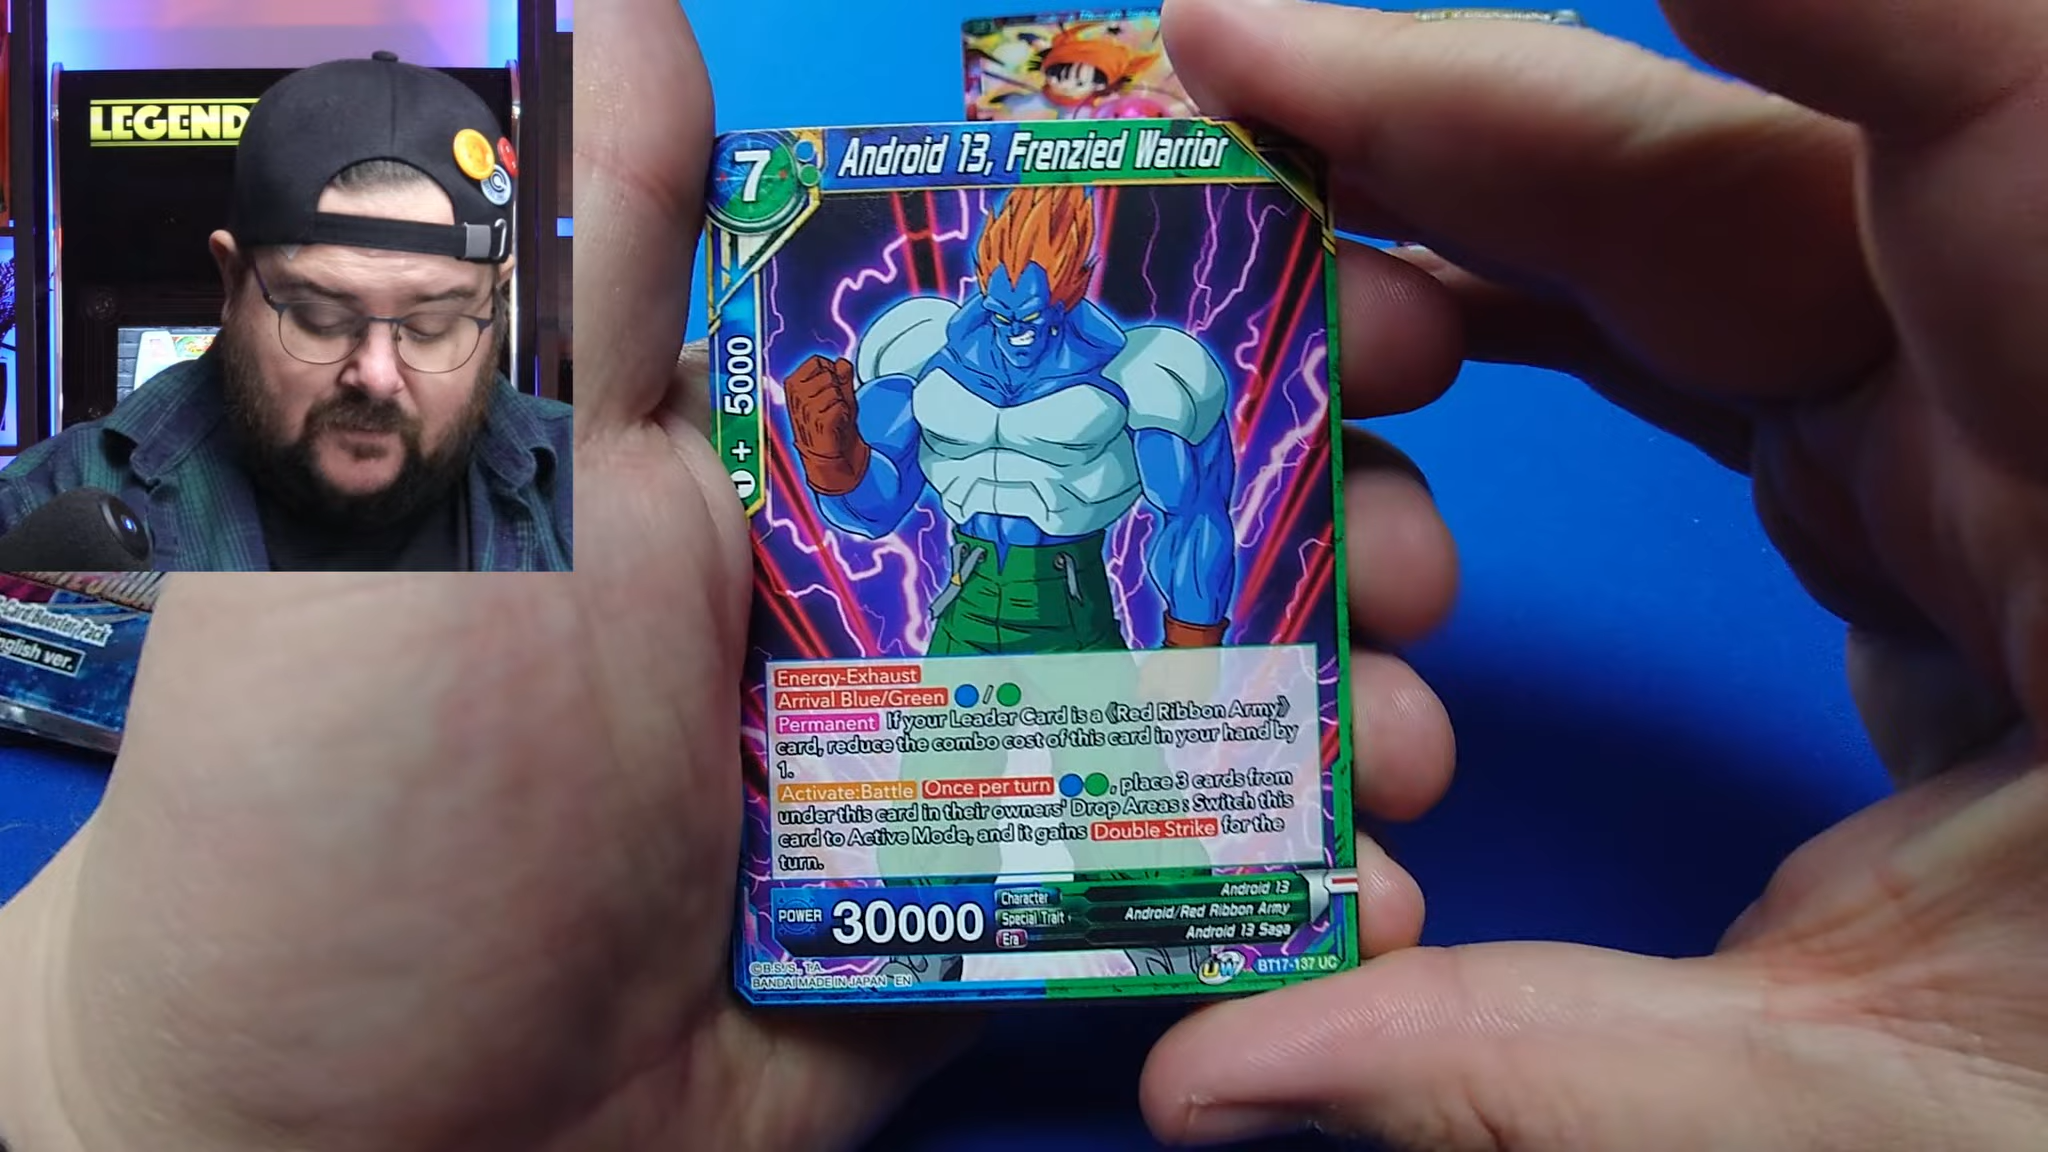 LEGEND
Card Booster Pack
nglish ver.
7
Android 13, Frenzied Warrior
+ 5000
Energy-Exhaust
Arrival Blue/Green /
Permanent If your Leader Card is a 《Red Ribbon Army》
card, reduce the combo cost of this card in your hand by
1.
Activate:Battle Once per turn , place 3 cards from
under this card in their owners' Drop Areas : Switch this
card to Active Mode, and it gains Double Strike for the
turn.
POWER 30000
Character Android 13
Special Trait Android/Red Ribbon Army
Era Android 13 Saga
©B.S./S., T.A.
BANDAI MADE IN JAPAN EN
UW BT17-137 UC